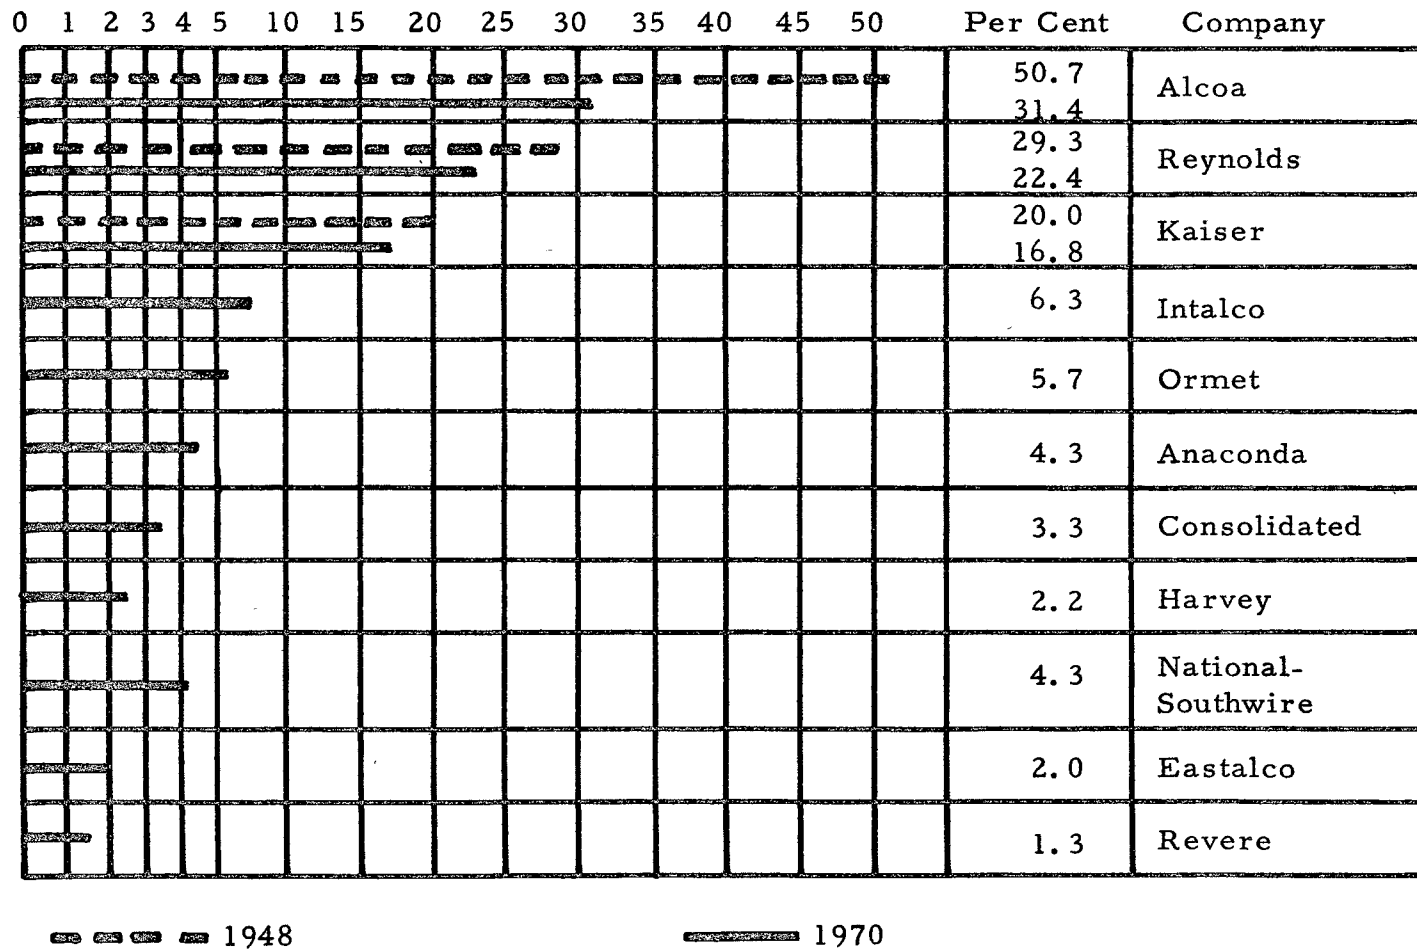 0 1 2 3 4 5 10 15 20 25 30 35 40 45 50 Per Cent Company
50.7
31.4
Alcoa
29.3
22.4
Reynolds
20.0
16.8
Kaiser
6.3 Intalco
5.7 Ormet
4.3 Anaconda
3.3 Consolidated
2.2 Harvey
4.3 National-
Southwire
2.0 Eastalco
1.3 Revere
1948 1970